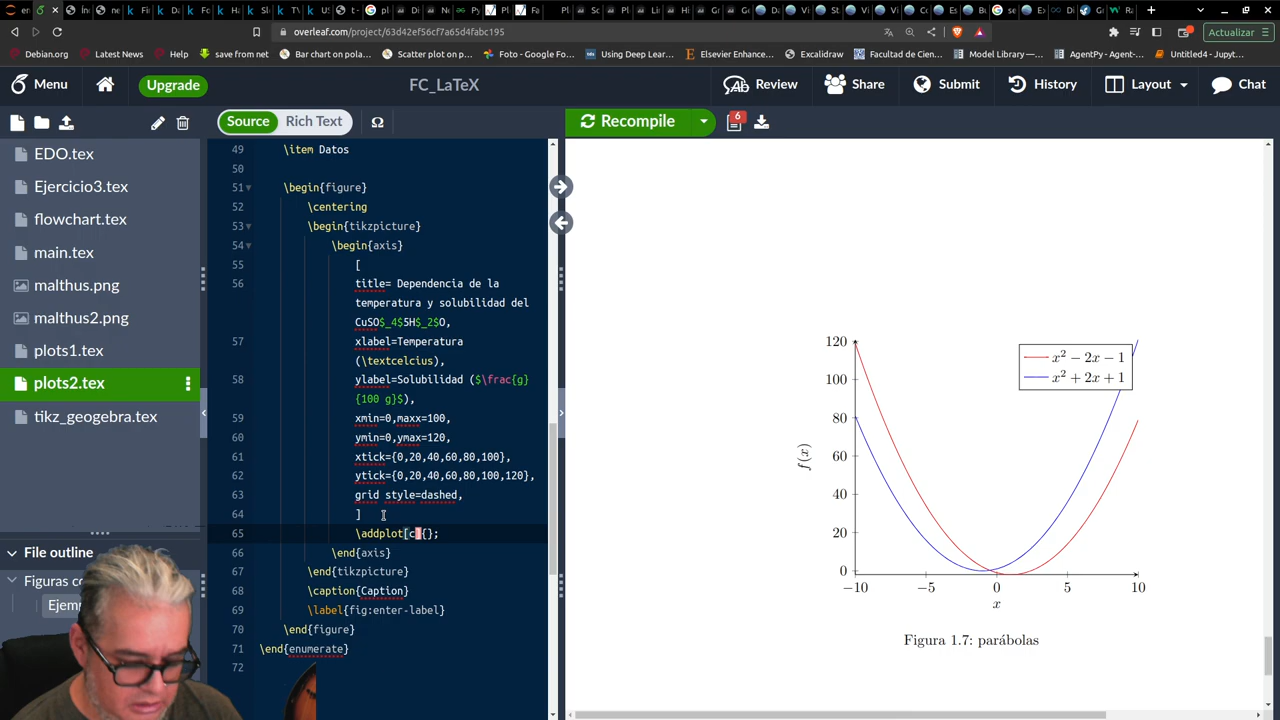 Actualizar
overleaf.com/project/63d42ef56cf7a65d4fabc195
Debian.org Latest News Help save from net Bar chart on pola... Scatter plot on p... Foto - Google Fo... Using Deep Lear... Elsevier Enhance... Excalidraw Facultad de Cienci... Model Library —... AgentPy - Agent-... Untitled4 - Jupyt...
Menu Upgrade FC_LaTeX Review Share Submit History Layout Chat
Source Rich Text Ω Recompile 6
EDO.tex
Ejercicio3.tex
flowchart.tex
main.tex
malthus.png
malthus2.png
plots1.tex
plots2.tex
tikz_geogebra.tex
File outline
Figuras co
Ejem
49 \item Datos
50
51 \begin{figure}
52 \centering
53 \begin{tikzpicture}
54 \begin{axis}
55 [
56 title= Dependencia de la
temperatura y solubilidad del
CuSO$_4$5H$_2$O,
57 xlabel=Temperatura
(\textcelcius),
58 ylabel=Solubilidad ($\frac{g}
{100 g}$),
59 xmin=0,maxx=100,
60 ymin=0,ymax=120,
61 xtick={0,20,40,60,80,100},
62 ytick={0,20,40,60,80,100,120},
63 grid style=dashed,
64 ]
65 \addplot[c]{};
66 \end{axis}
67 \end{tikzpicture}
68 \caption{Caption}
69 \label{fig:enter-label}
70 \end{figure}
71 \end{enumerate}
72
120
100
80
60
40
20
0
f(x)
x² − 2x − 1
x² + 2x + 1
−10 −5 0 5 10
x
Figura 1.7: parábolas